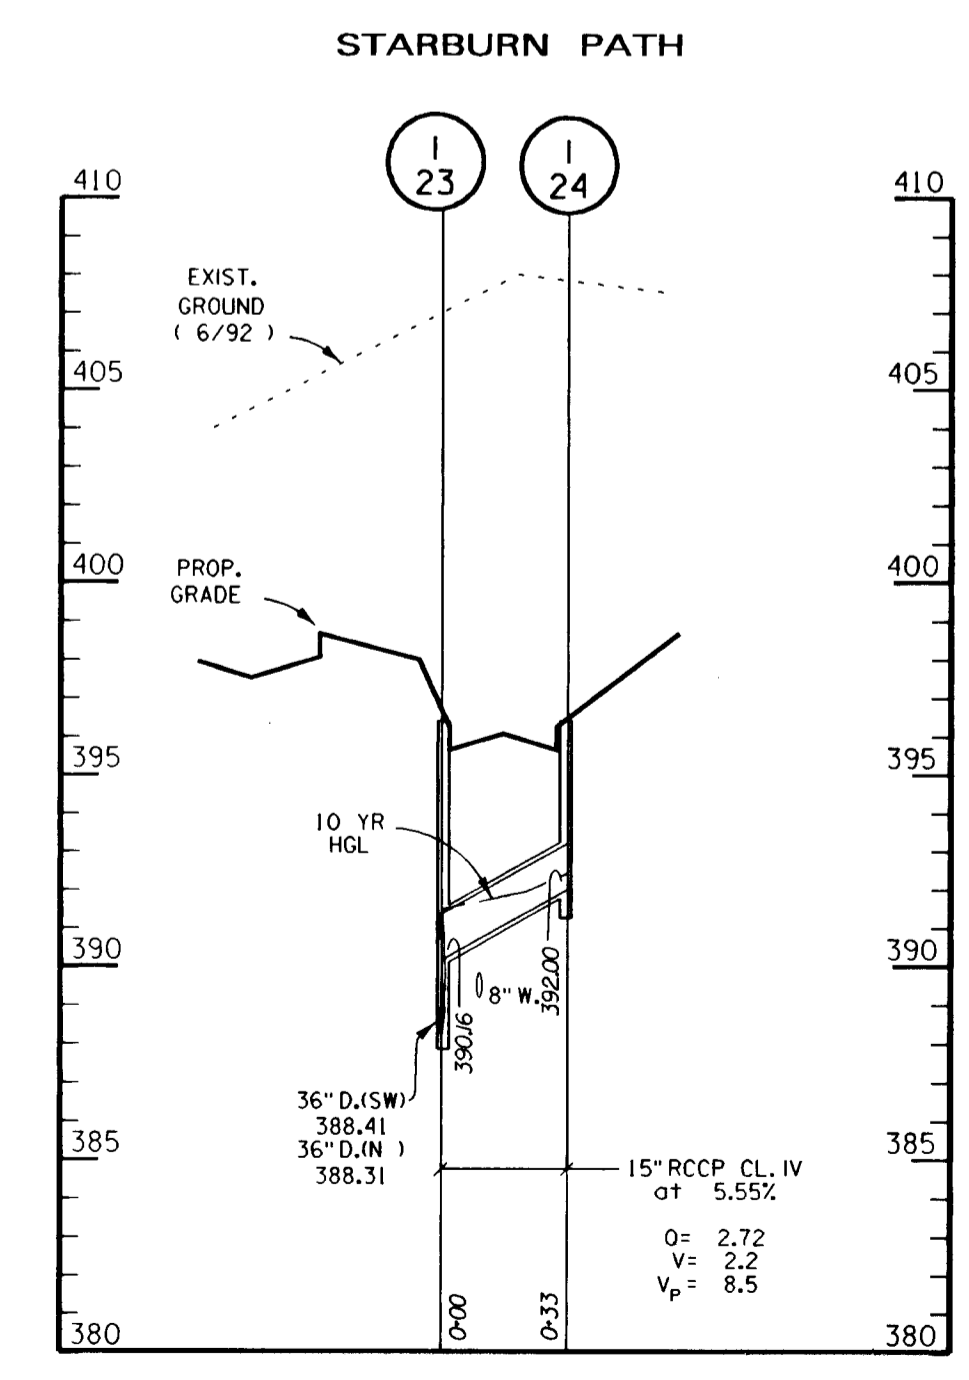 STARBURN PATH
I
23
I
24
410
410
EXIST.
GROUND
( 6/92 )
405
405
400
400
PROP.
GRADE
395
395
10 YR
HGL
390
390
8" W.
392.00
390.16
36" D.(SW)
388.41
36" D.(N )
388.31
385
385
15" RCCP CL. IV
at 5.55%
Q= 2.72
V= 2.2
VP= 8.5
0+00
0+33
380
380